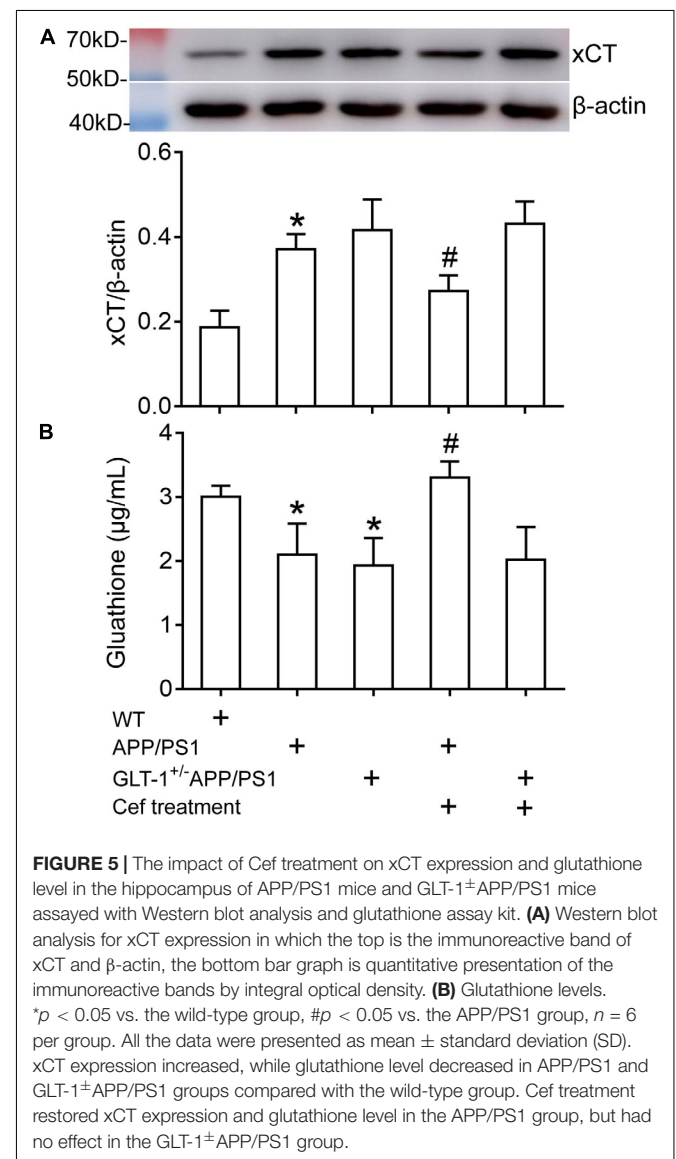 A
70kD-
xCT
50kD-
β-actin
40kD-
0.6
0.4
0.2
0.0
xCT/β-actin
*
#
B
4
3
2
1
0
Gluathione (μg/mL)
*
*
#
WT +
APP/PS1 + +
GLT-1+/-APP/PS1 + +
Cef treatment + +
FIGURE 5 | The impact of Cef treatment on xCT expression and glutathione
level in the hippocampus of APP/PS1 mice and GLT-1±APP/PS1 mice
assayed with Western blot analysis and glutathione assay kit. (A) Western blot
analysis for xCT expression in which the top is the immunoreactive band of
xCT and β-actin, the bottom bar graph is quantitative presentation of the
immunoreactive bands by integral optical density. (B) Glutathione levels.
*p < 0.05 vs. the wild-type group, #p < 0.05 vs. the APP/PS1 group, n = 6
per group. All the data were presented as mean ± standard deviation (SD).
xCT expression increased, while glutathione level decreased in APP/PS1 and
GLT-1±APP/PS1 groups compared with the wild-type group. Cef treatment
restored xCT expression and glutathione level in the APP/PS1 group, but had
no effect in the GLT-1±APP/PS1 group.